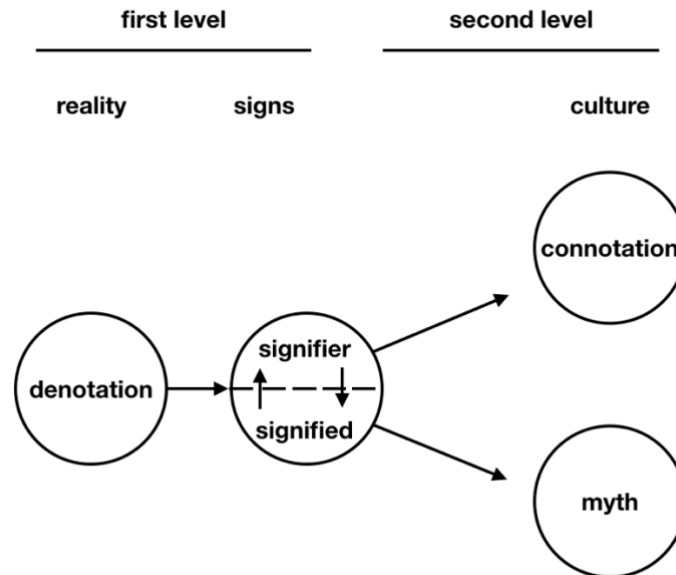 first level
second level
reality
signs
culture
connotation
signifier
denotation
signified
myth